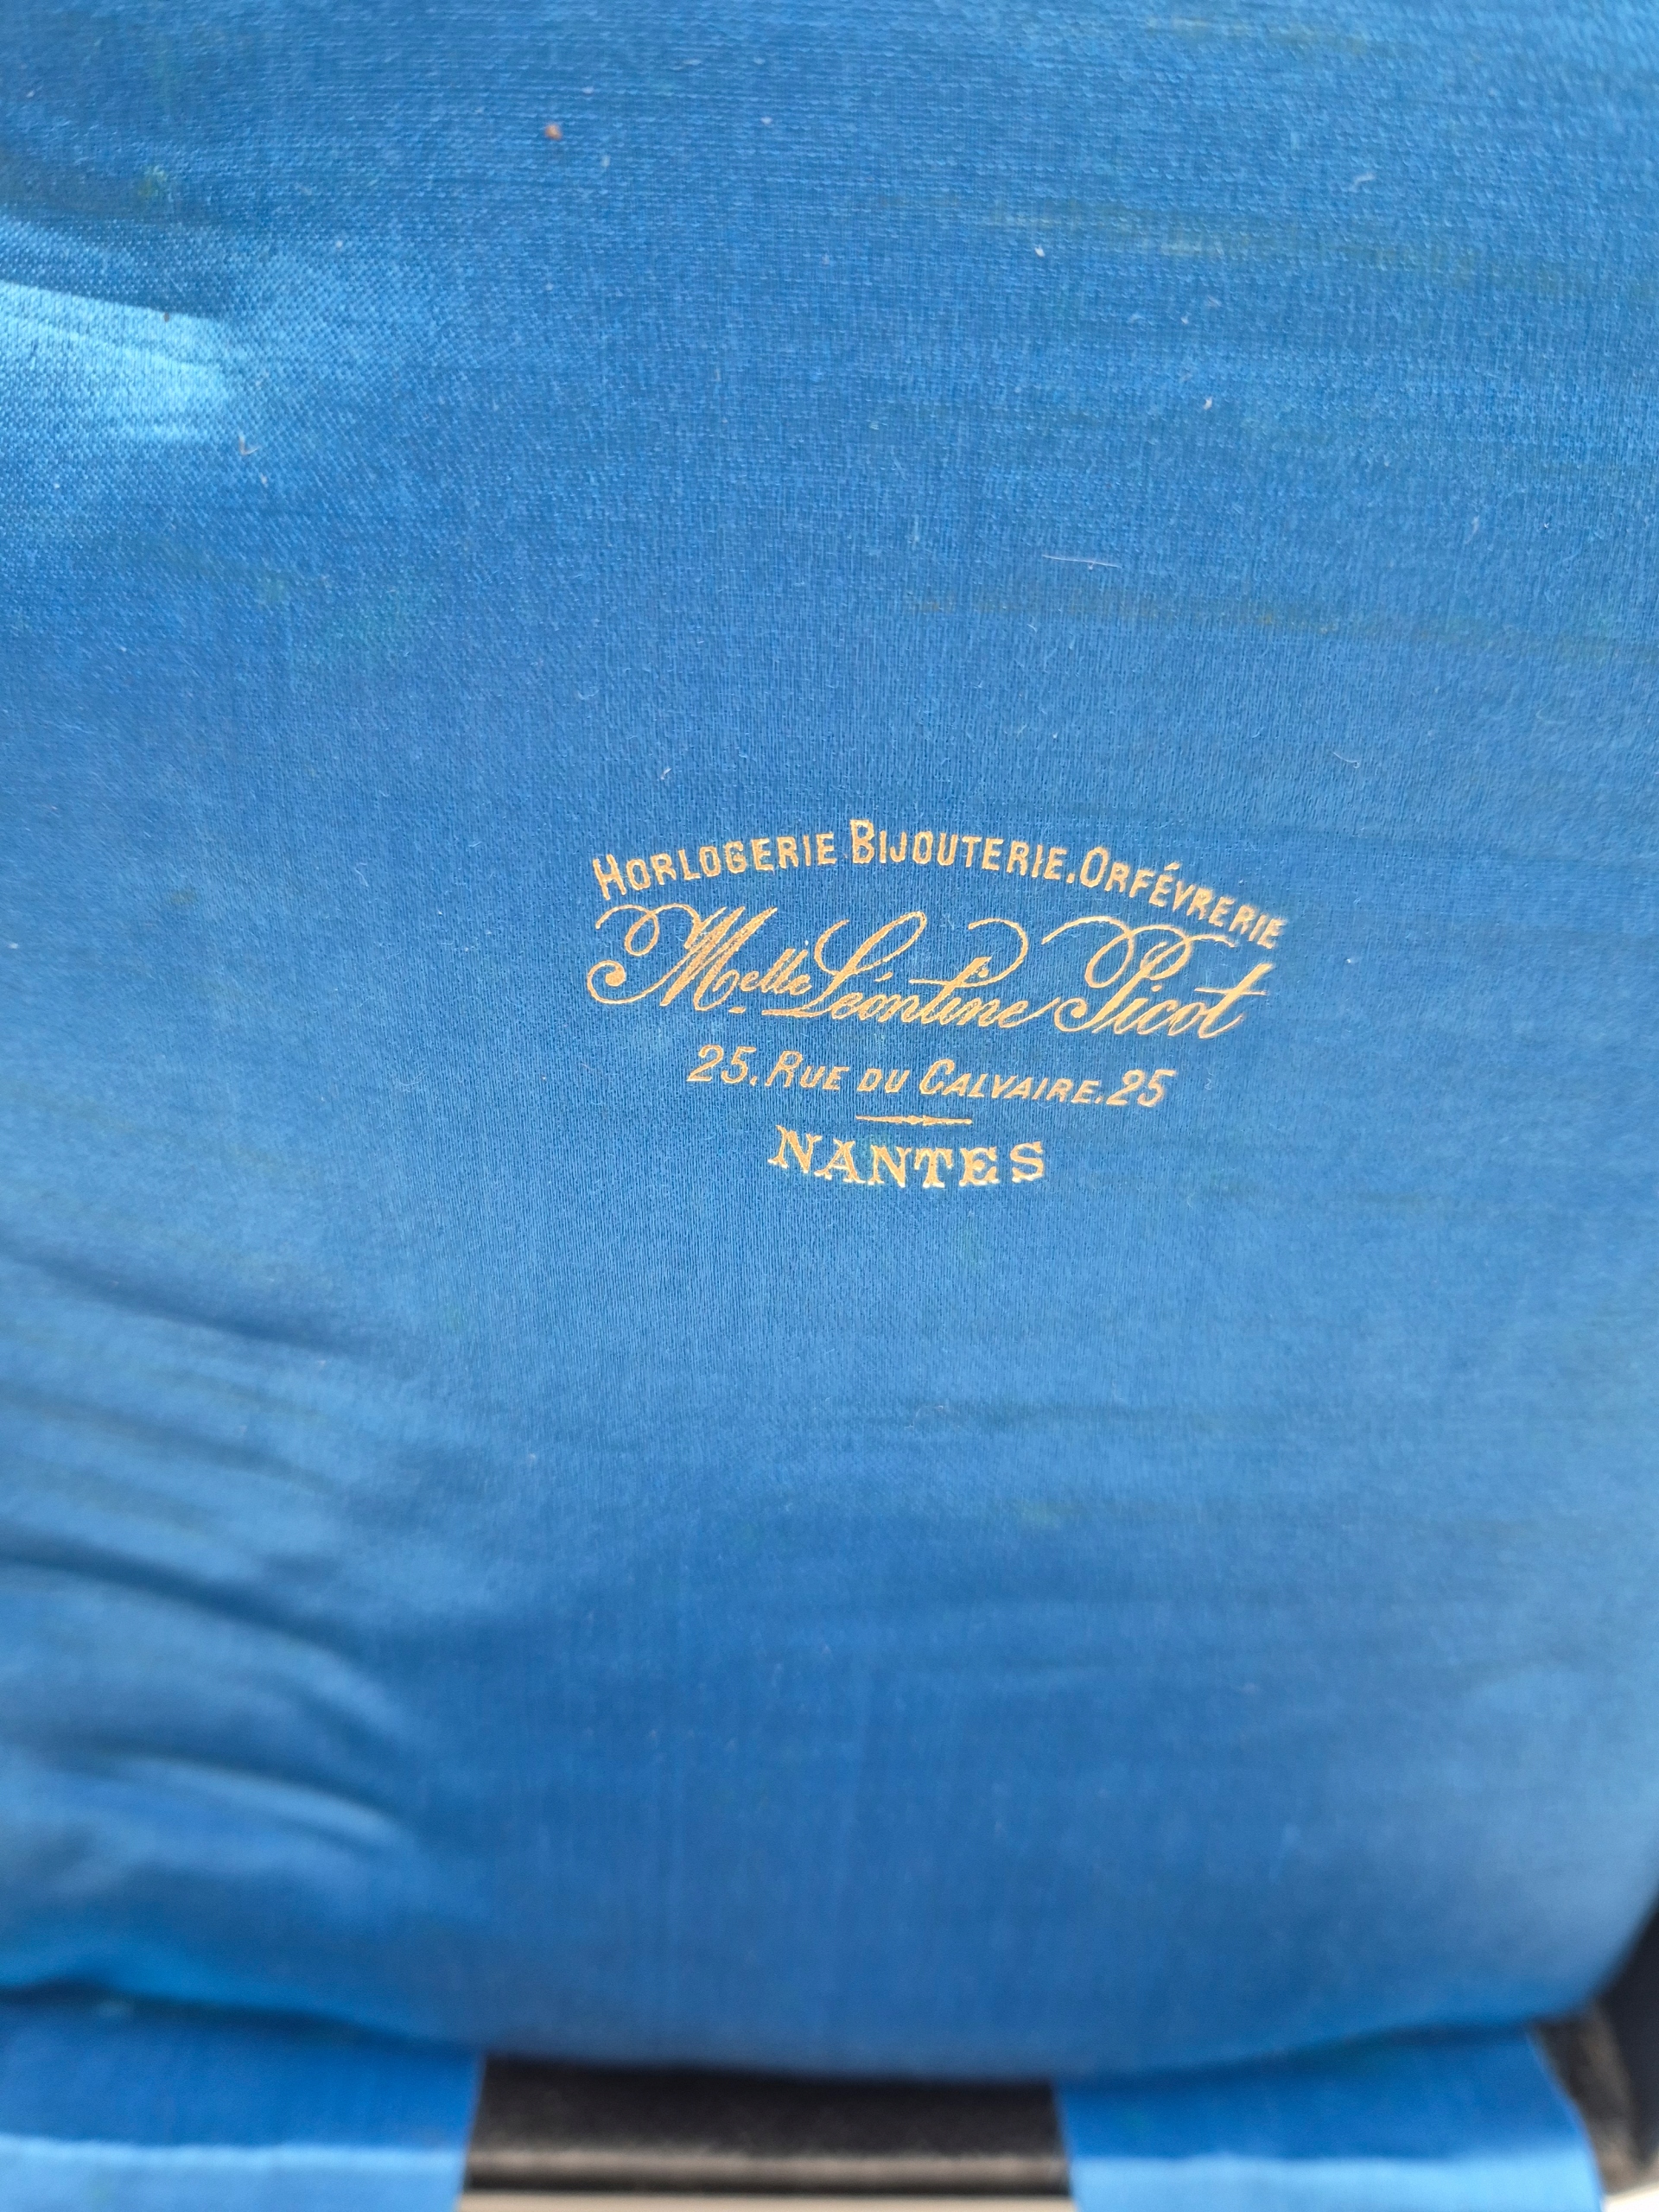 HORLOGERIE BIJOUTERIE. ORFÉVRERIE
Melle Léontine Picot
25. RUE DU CALVAIRE. 25
NANTES